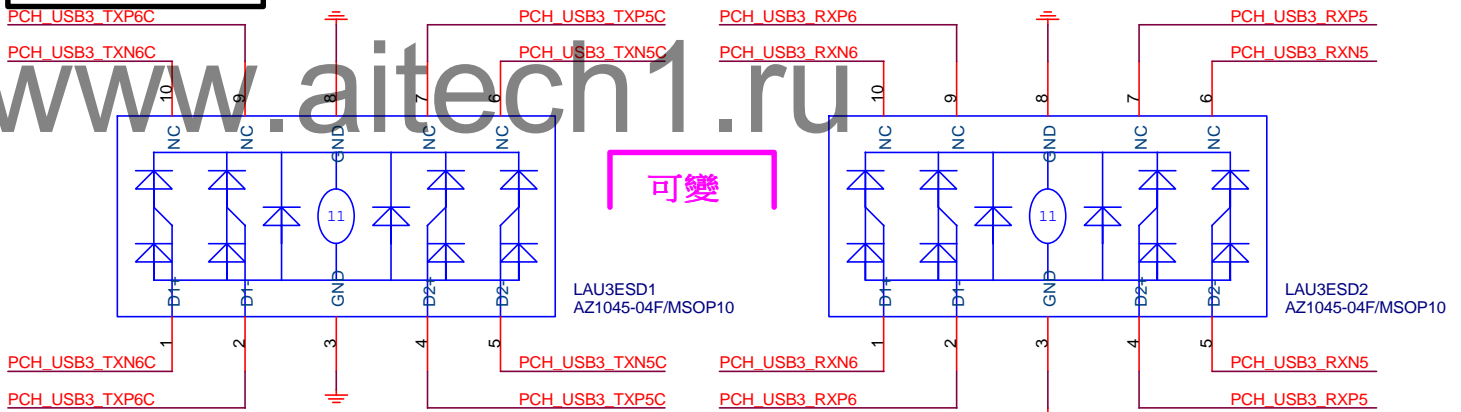 PCH_USB3_TXP6C PCH_USB3_TXP5C PCH_USB3_RXP6 PCH_USB3_RXP5
PCH_USB3_TXN6C PCH_USB3_TXN5C PCH_USB3_RXN6 PCH_USB3_RXN5
www.aitech1.ru
10 9 8 7 6 10 9 8 7 6
NC NC GND NC NC NC NC GND NC NC
可變
11 11
D1+ D1- GND D2+ D2- D1+ D1- GND D2+ D2-
LAU3ESD1 LAU3ESD2
AZ1045-04F/MSOP10 AZ1045-04F/MSOP10
1 2 3 4 5 1 2 3 4 5
PCH_USB3_TXN6C PCH_USB3_TXN5C PCH_USB3_RXN6 PCH_USB3_RXN5
PCH_USB3_TXP6C PCH_USB3_TXP5C PCH_USB3_RXP6 PCH_USB3_RXP5